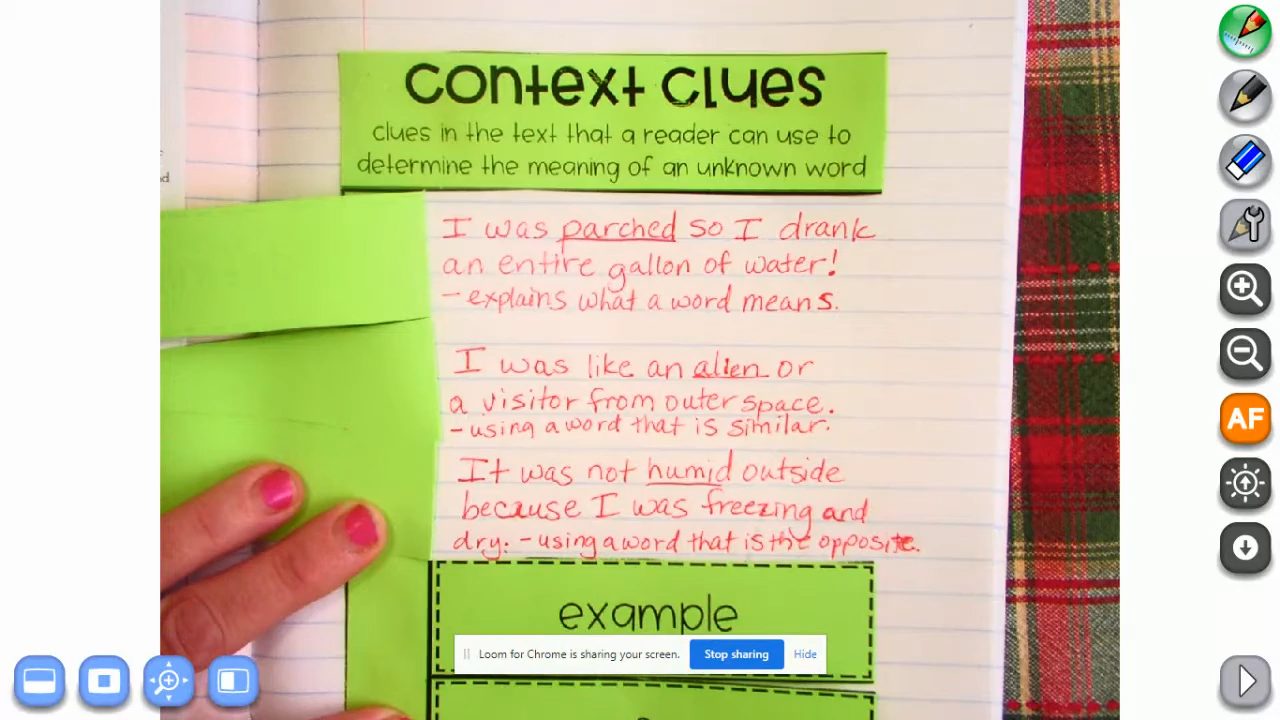 Context Clues
clues in the text that a reader can use to
determine the meaning of an unknown word
I was parched so I drank
an entire gallon of water!
- explains what a word means.
I was like an alien or
a visitor from outer space.
- using a word that is similar.
It was not humid outside
because I was freezing and
dry. - using a word that is the opposite.
example
Loom for Chrome is sharing your screen. Stop sharing Hide
AF